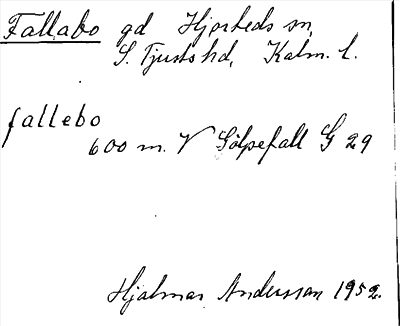 Fallabo gd Hjorteds sn,
S. Tjusts hd, Kalm. l.
fallebo
600 m. V Sölpefall G 29
Hjalmar Andersson 1952.